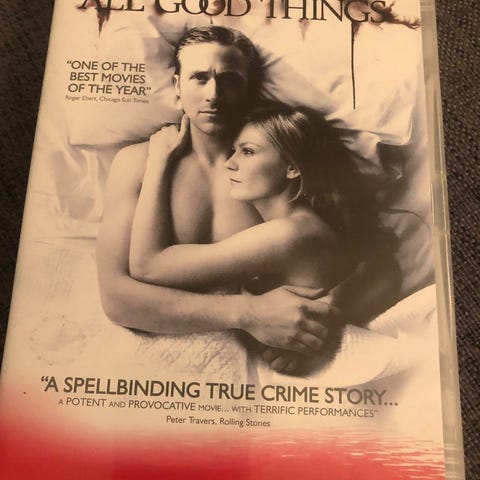 ALL GOOD THINGS
"ONE OF THE
BEST MOVIES
OF THE YEAR"
Roger Ebert, Chicago Sun Times
"A SPELLBINDING TRUE CRIME STORY...
A POTENT AND PROVOCATIVE MOVIE... WITH TERRIFIC PERFORMANCES"
Peter Travers, Rolling Stones